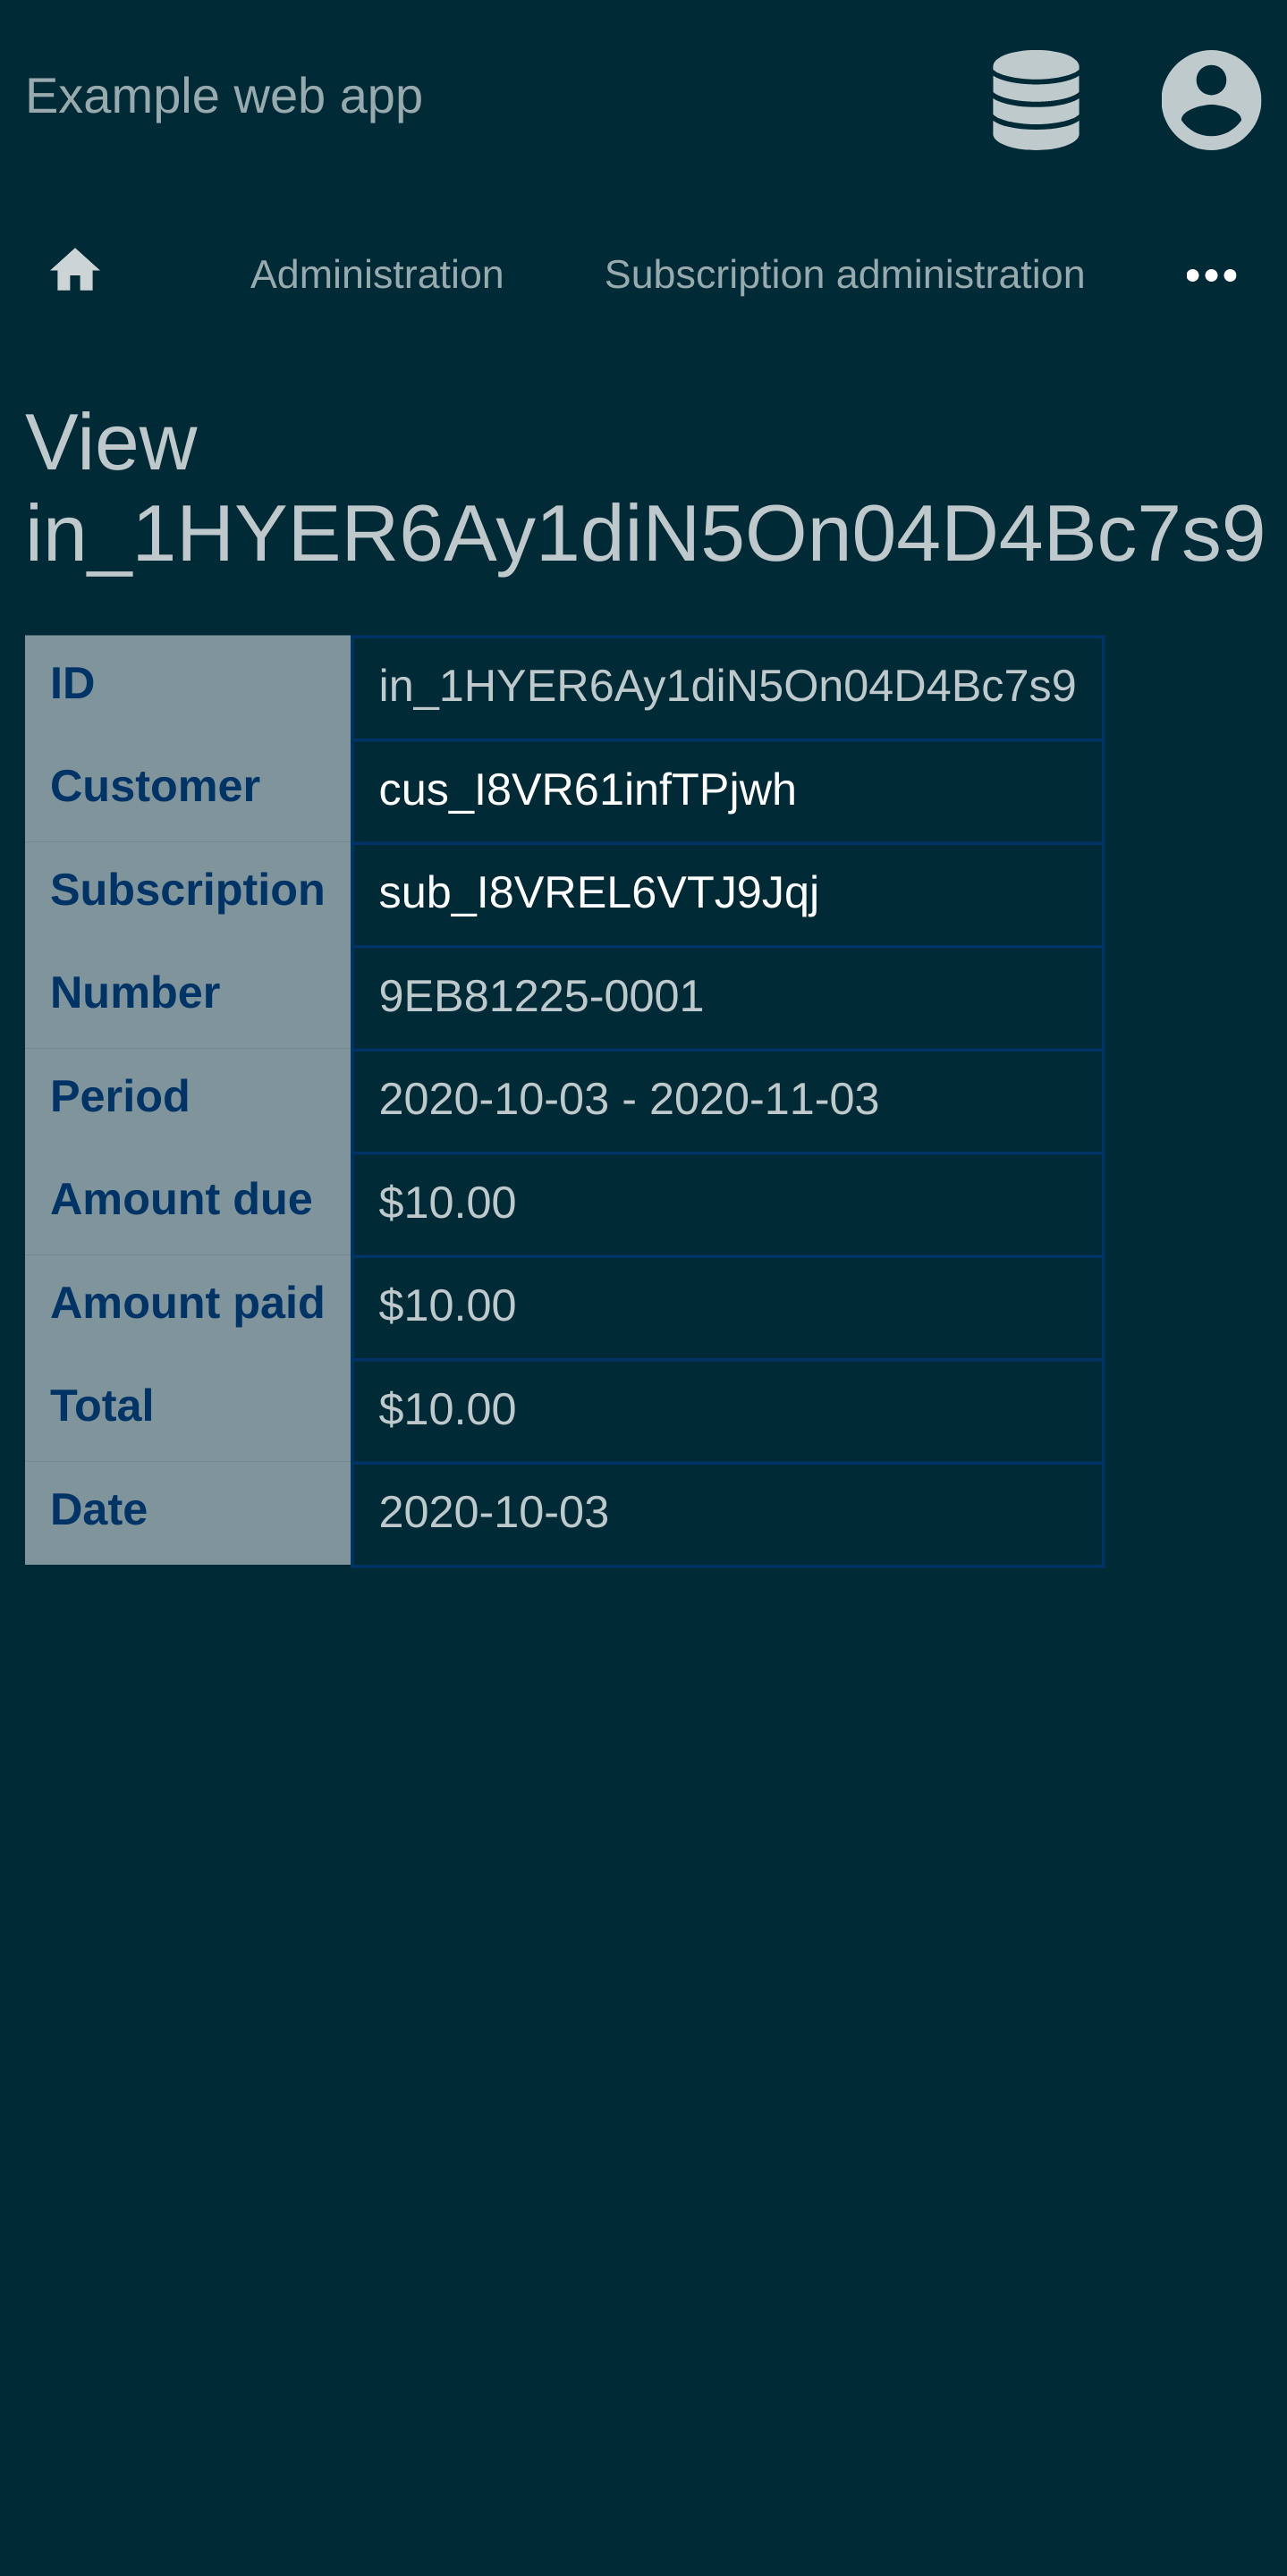 Example web app
Administration Subscription administration
View
in_1HYER6Ay1diN5On04D4Bc7s9
ID in_1HYER6Ay1diN5On04D4Bc7s9
Customer cus_I8VR61infTPjwh
Subscription sub_I8VREL6VTJ9Jqj
Number 9EB81225-0001
Period 2020-10-03 - 2020-11-03
Amount due $10.00
Amount paid $10.00
Total $10.00
Date 2020-10-03